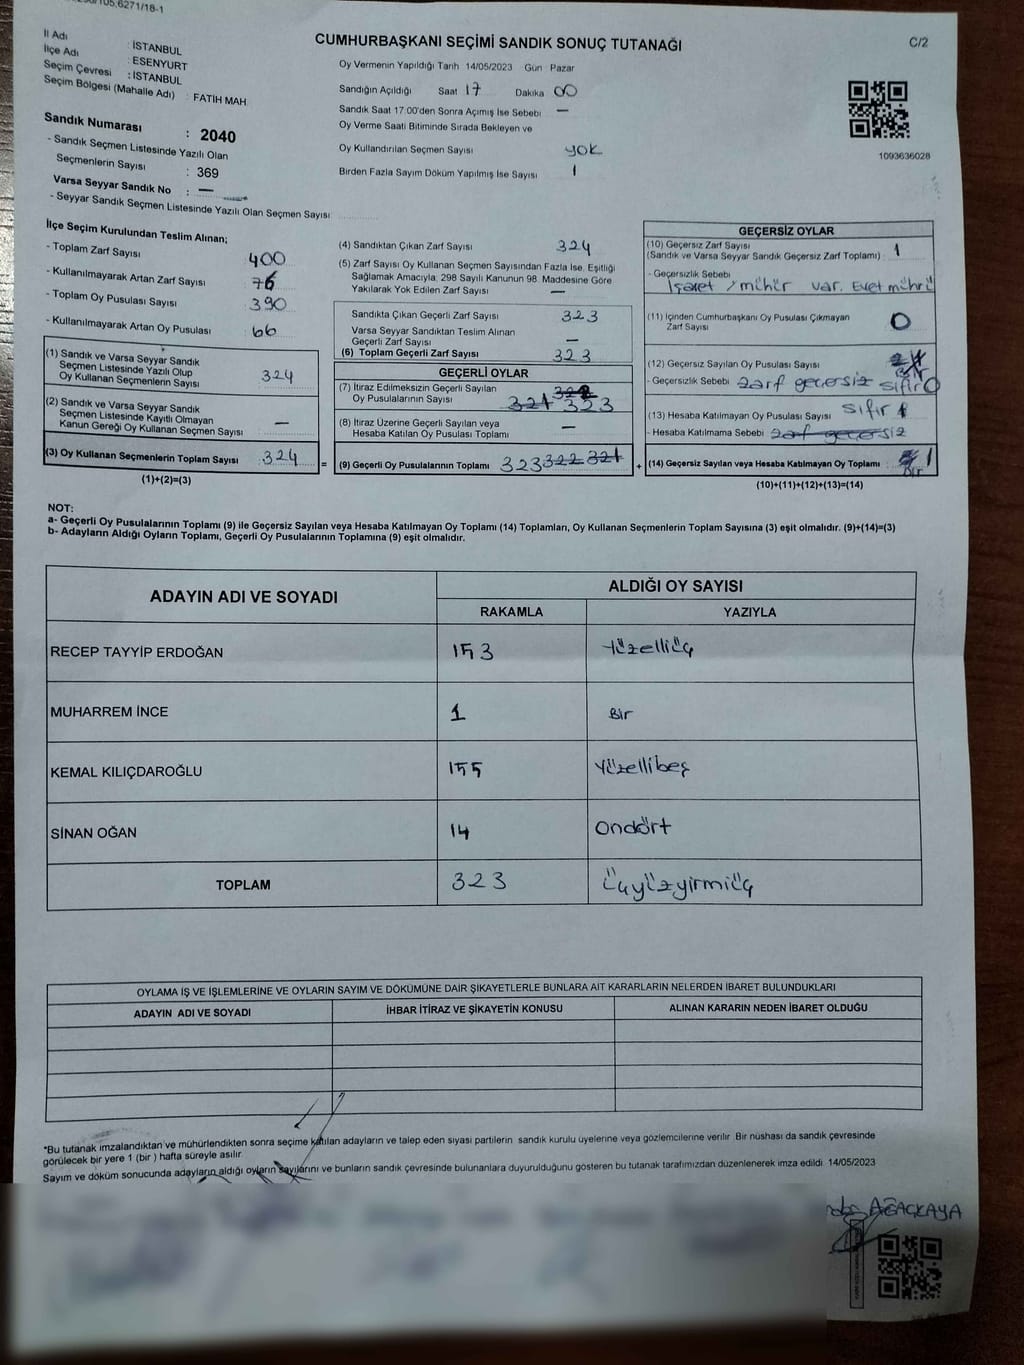 6271/18-1
C/2
CUMHURBAŞKANI SEÇİMİ SANDIK SONUÇ TUTANAĞI
İl Adı : İSTANBUL
İlçe Adı : ESENYURT
Seçim Çevresi : İSTANBUL
Seçim Bölgesi (Mahalle Adı) : FATİH MAH
Sandık Numarası : 2040
- Sandık Seçmen Listesinde Yazılı Olan
Seçmenlerin Sayısı : 369
Varsa Seyyar Sandık No : —
- Seyyar Sandık Seçmen Listesinde Yazılı Olan Seçmen Sayısı
Oy Vermenin Yapıldığı Tarih 14/05/2023 Gün Pazar
Sandığın Açıldığı Saat 17 Dakika 00
Sandık Saat 17:00'den Sonra Açımış İse Sebebi —
Oy Verme Saati Bitiminde Sırada Bekleyen ve
Oy Kullandırılan Seçmen Sayısı yok
Birden Fazla Sayım Döküm Yapılmış İse Sayısı 1
1093636028
İlçe Seçim Kurulundan Teslim Alınan;
- Toplam Zarf Sayısı 400
- Kullanılmayarak Artan Zarf Sayısı 76
- Toplam Oy Pusulası Sayısı 390
- Kullanılmayarak Artan Oy Pusulası 66
(1) Sandık ve Varsa Seyyar Sandık
Seçmen Listesinde Yazılı Olup
Oy Kullanan Seçmenlerin Sayısı 324
(2) Sandık ve Varsa Seyyar Sandık
Seçmen Listesinde Kayıtlı Olmayan
Kanun Gereği Oy Kullanan Seçmen Sayısı —
(3) Oy Kullanan Seçmenlerin Toplam Sayısı 324
(1)+(2)=(3)
=
(4) Sandıktan Çıkan Zarf Sayısı 324
(5) Zarf Sayısı Oy Kullanan Seçmen Sayısından Fazla İse, Eşitliği
Sağlamak Amacıyla; 298 Sayılı Kanunun 98. Maddesine Göre
Yakılarak Yok Edilen Zarf Sayısı —
Sandıkta Çıkan Geçerli Zarf Sayısı 323
Varsa Seyyar Sandıktan Teslim Alınan
Geçerli Zarf Sayısı —
(6) Toplam Geçerli Zarf Sayısı 323
GEÇERLİ OYLAR
(7) İtiraz Edilmeksizin Geçerli Sayılan
Oy Pusulalarının Sayısı 321 322 323
(8) İtiraz Üzerine Geçerli Sayılan veya
Hesaba Katılan Oy Pusulası Toplamı —
(9) Geçerli Oy Pusulalarının Toplamı 323 322 321
+
GEÇERSİZ OYLAR
(10) Geçersiz Zarf Sayısı 1
(Sandık ve Varsa Seyyar Sandık Geçersiz Zarf Toplamı) :
- Geçersizlik Sebebi
İşaret / mühür var. Evet mührü
(11) İçinden Cumhurbaşkanı Oy Pusulası Çıkmayan
Zarf Sayısı 0
(12) Geçersiz Sayılan Oy Pusulası Sayısı
- Geçersizlik Sebebi zarf geçersiz sıfır 0
(13) Hesaba Katılmayan Oy Pusulası Sayısı sıfır
- Hesaba Katılmama Sebebi zarf geçersiz
(14) Geçersiz Sayılan veya Hesaba Katılmayan Oy Toplamı : 1 Bir
(10)+(11)+(12)+(13)=(14)
NOT:
a- Geçerli Oy Pusulalarının Toplamı (9) ile Geçersiz Sayılan veya Hesaba Katılmayan Oy Toplamı (14) Toplamları, Oy Kullanan Seçmenlerin Toplam Sayısına (3) eşit olmalıdır. (9)+(14)=(3)
b- Adayların Aldığı Oyların Toplamı, Geçerli Oy Pusulalarının Toplamına (9) eşit olmalıdır.
ADAYIN ADI VE SOYADI
ALDIĞI OY SAYISI
RAKAMLA YAZIYLA
RECEP TAYYİP ERDOĞAN 153 Yüzelliüç
MUHARREM İNCE 1 Bir
KEMAL KILIÇDAROĞLU 155 Yüzellibeş
SİNAN OĞAN 14 Ondört
TOPLAM 323 Üçyüzyirmiüç
OYLAMA İŞ VE İŞLEMLERİNE VE OYLARIN SAYIM VE DÖKÜMÜNE DAİR ŞİKAYETLERLE BUNLARA AİT KARARLARIN NELERDEN İBARET BULUNDUKLARI
ADAYIN ADI VE SOYADI İHBAR İTİRAZ VE ŞİKAYETİN KONUSU ALINAN KARARIN NEDEN İBARET OLDUĞU
*Bu tutanak imzalandıktan ve mühürlendikten sonra seçime katılan adayların ve talep eden siyasi partilerin sandık kurulu üyelerine veya gözlemcilerine verilir. Bir nüshası da sandık çevresinde
görülecek bir yere 1 (bir) hafta süreyle asılır.
Sayım ve döküm sonucunda adayların aldığı oyların sayılarını ve bunların sandık çevresinde bulunanlara duyurulduğunu gösteren bu tutanak tarafımızdan düzenlenerek imza edildi. 14/05/2023
AĞAÇKAYA